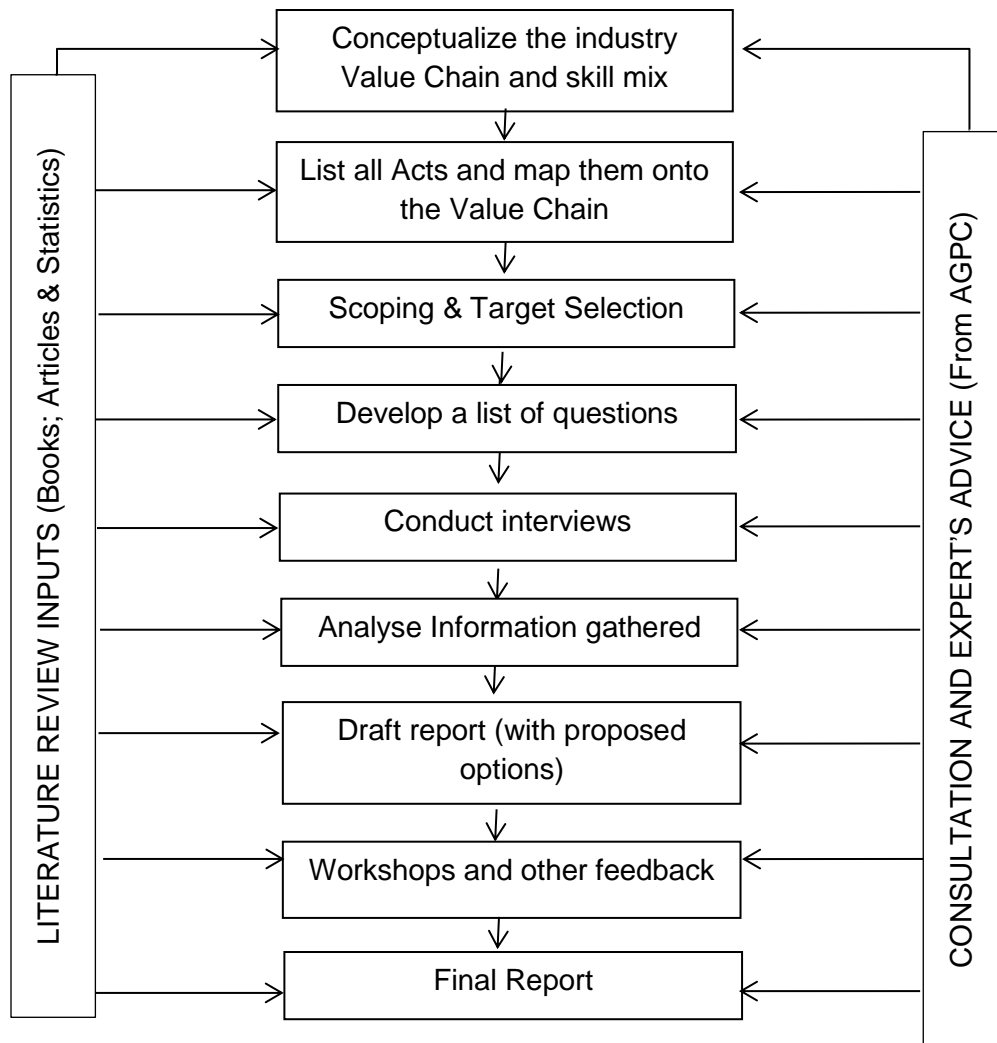 Conceptualize the industry
Value Chain and skill mix
List all Acts and map them onto
the Value Chain
Scoping & Target Selection
Develop a list of questions
Conduct interviews
Analyse Information gathered
Draft report (with proposed
options)
Workshops and other feedback
Final Report
LITERATURE REVIEW INPUTS (Books; Articles & Statistics)
CONSULTATION AND EXPERT’S ADVICE (From AGPC)